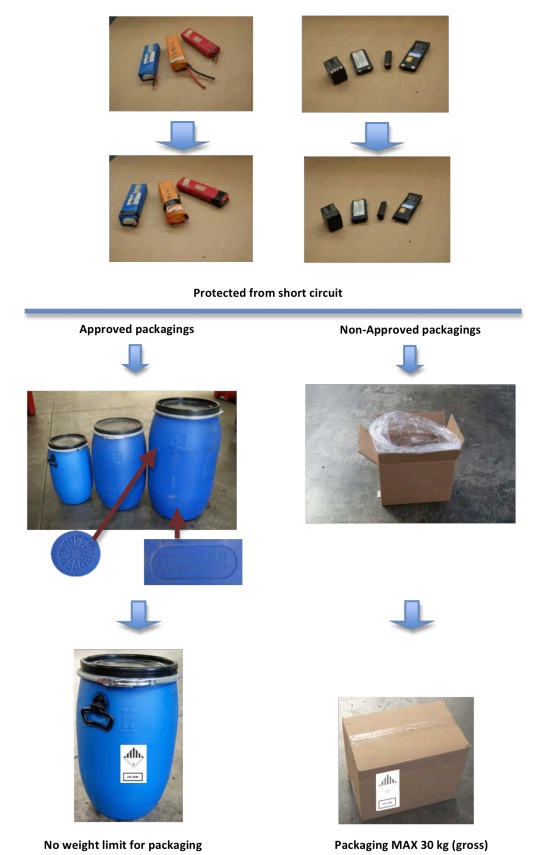 Protected from short circuit
Approved packagings
Non-Approved packagings
No weight limit for packaging
Packaging MAX 30 kg (gross)